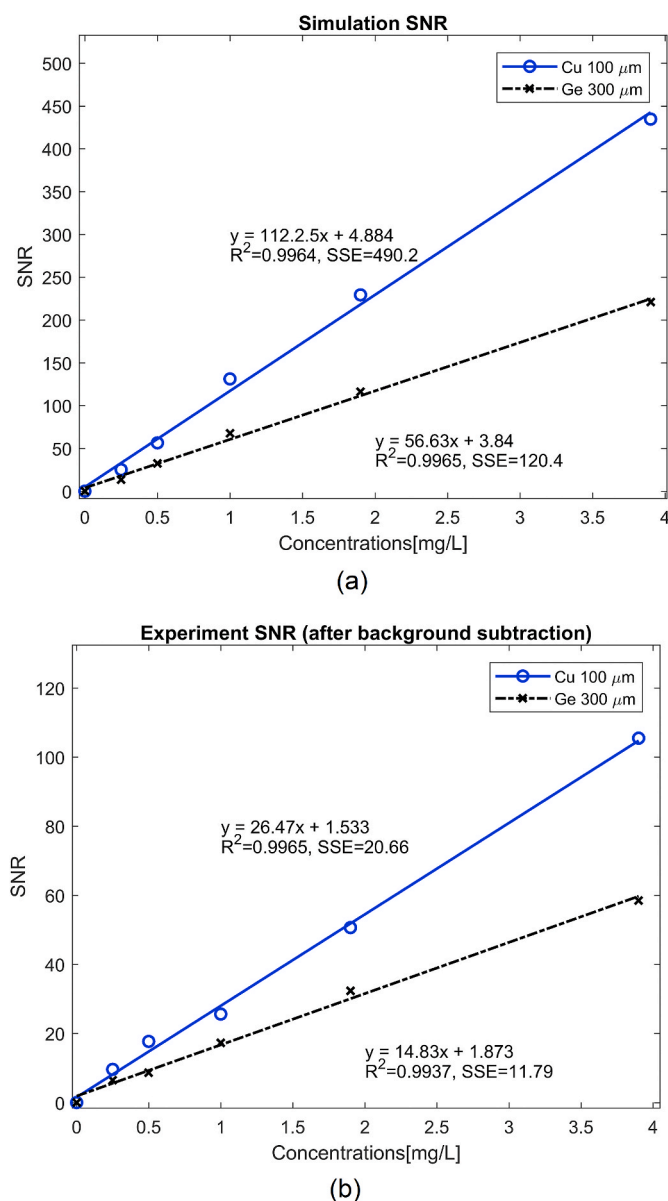 Simulation SNR
500
450
400
350
300
250
200
150
100
50
0
SNR
Cu 100 μm
Ge 300 μm
y = 112.2.5x + 4.884
R²=0.9964, SSE=490.2
56.63x + 3.84
R²=0.9965, SSE=120.4
0 0.5 1 1.5 2 2.5 3 3.5 4
Concentrations[mg/L]
(a)
Experiment SNR (after background subtraction)
120
100
80
60
40
20
0
SNR
Cu 100 μm
Ge 300 μm
y = 26.47x + 1.533
R²=0.9965, SSE=20.66
y = 14.83x + 1.873
R²=0.9937, SSE=11.79
0 0.5 1 1.5 2 2.5 3 3.5 4
Concentrations[mg/L]
(b)